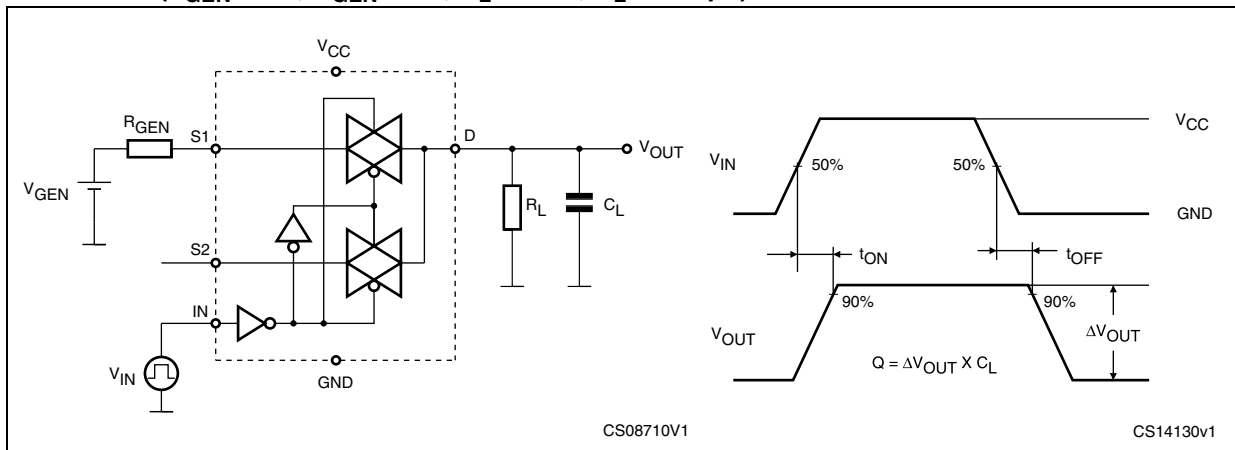 V_CC
R_GEN
S1
D
V_OUT
V_GEN
R_L
C_L
S2
IN
V_IN
GND
CS08710V1
V_CC
V_IN
50%
50%
GND
t_ON
t_OFF
90%
90%
V_OUT
ΔV_OUT
Q = ΔV_OUT X C_L
CS14130v1